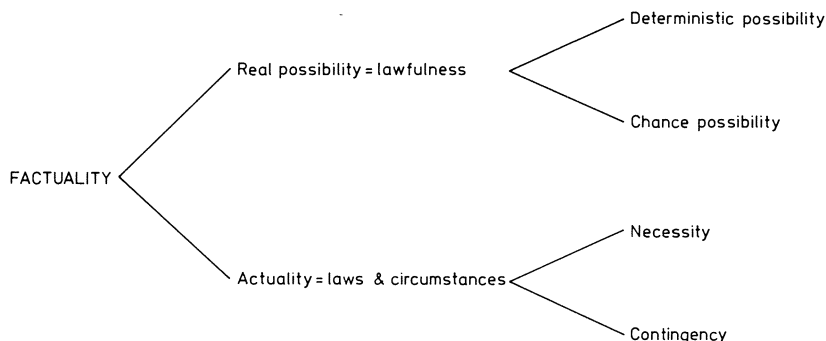 Deterministic possibility
Real possibility = lawfulness
Chance possibility
FACTUALITY
Necessity
Actuality = laws & circumstances
Contingency